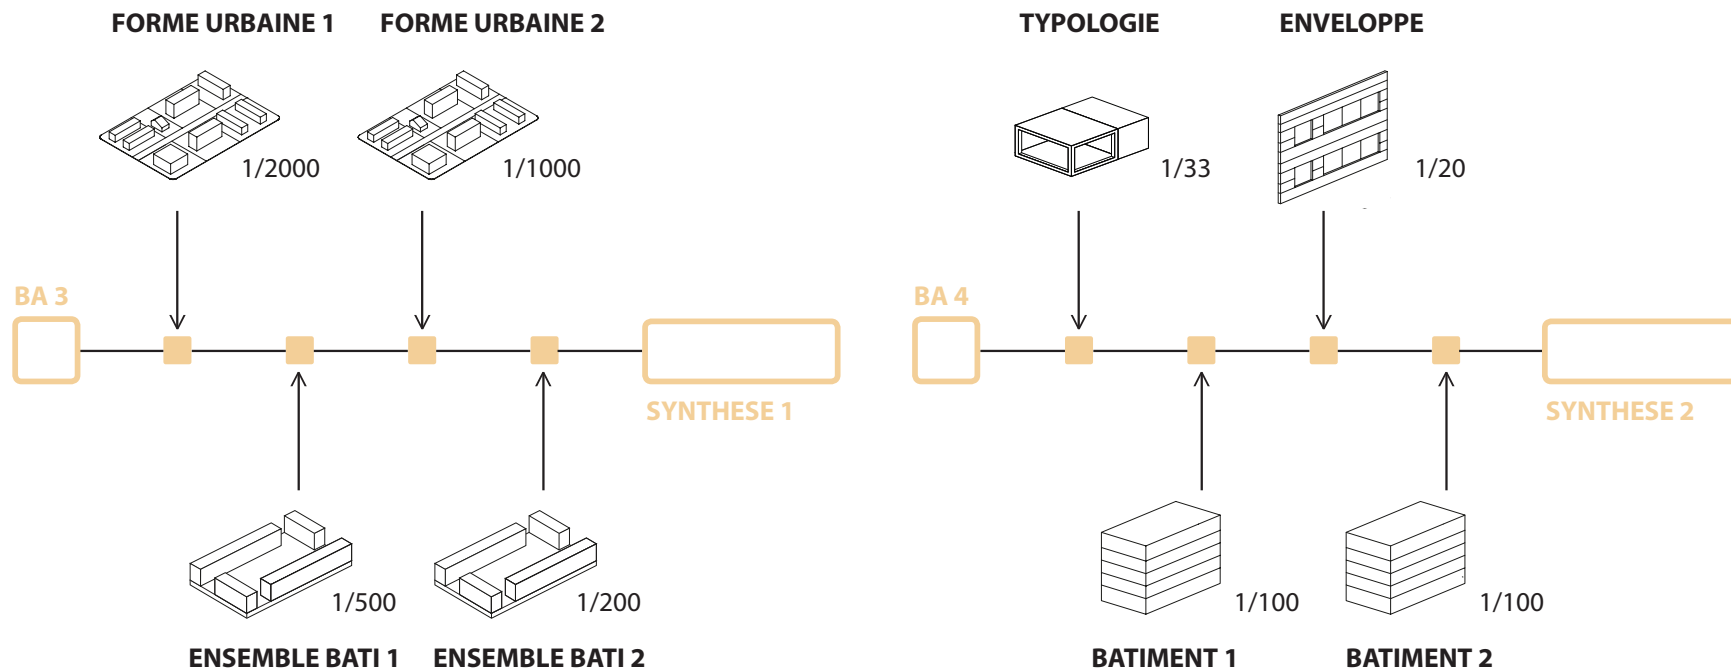 FORME URBAINE 1
FORME URBAINE 2
TYPOLOGIE
ENVELOPPE
1/2000
1/1000
1/33
1/20
BA 3
BA 4
SYNTHESE 1
SYNTHESE 2
1/500
1/200
1/100
1/100
ENSEMBLE BATI 1
ENSEMBLE BATI 2
BATIMENT 1
BATIMENT 2